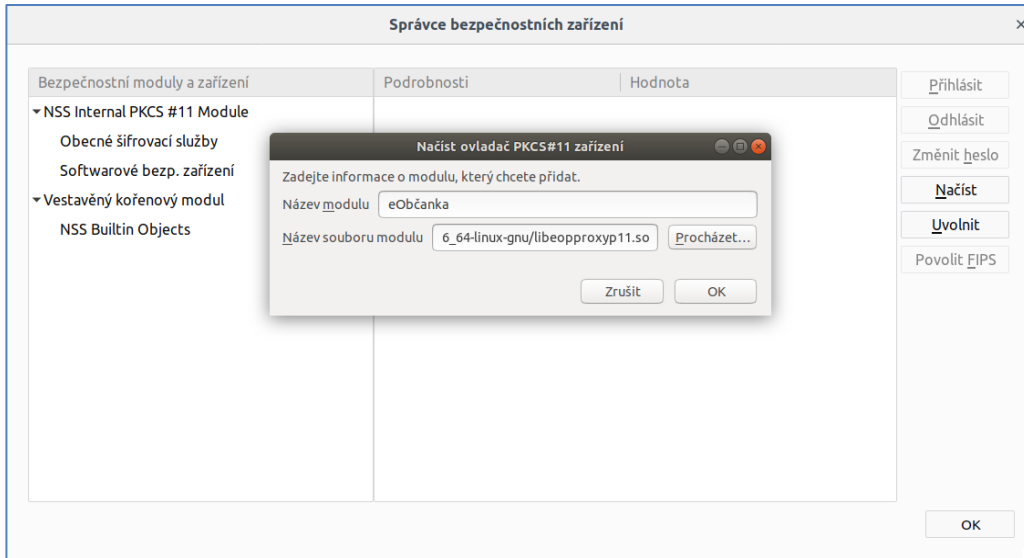 Správce bezpečnostních zařízení
Bezpečnostní moduly a zařízení
Podrobnosti
Hodnota
NSS Internal PKCS #11 Module
Obecné šifrovací služby
Softwarové bezp. zařízení
Vestavěný kořenový modul
NSS Builtin Objects
Přihlásit
Odhlásit
Změnit heslo
Načíst
Uvolnit
Povolit FIPS
Načíst ovladač PKCS#11 zařízení
Zadejte informace o modulu, který chcete přidat.
Název modulu eObčanka
Název souboru modulu 6_64-linux-gnu/libeopproxyp11.so Procházet...
Zrušit OK
OK